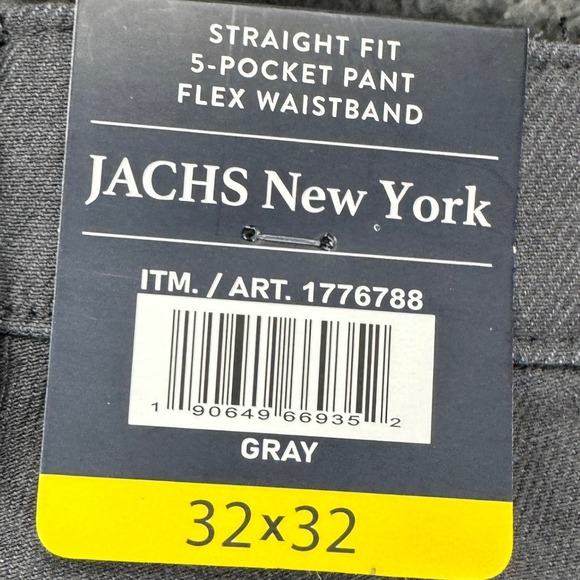 STRAIGHT FIT
5-POCKET PANT
FLEX WAISTBAND
JACHS New York
ITM. / ART. 1776788
1 90649 66935 2
GRAY
32x32